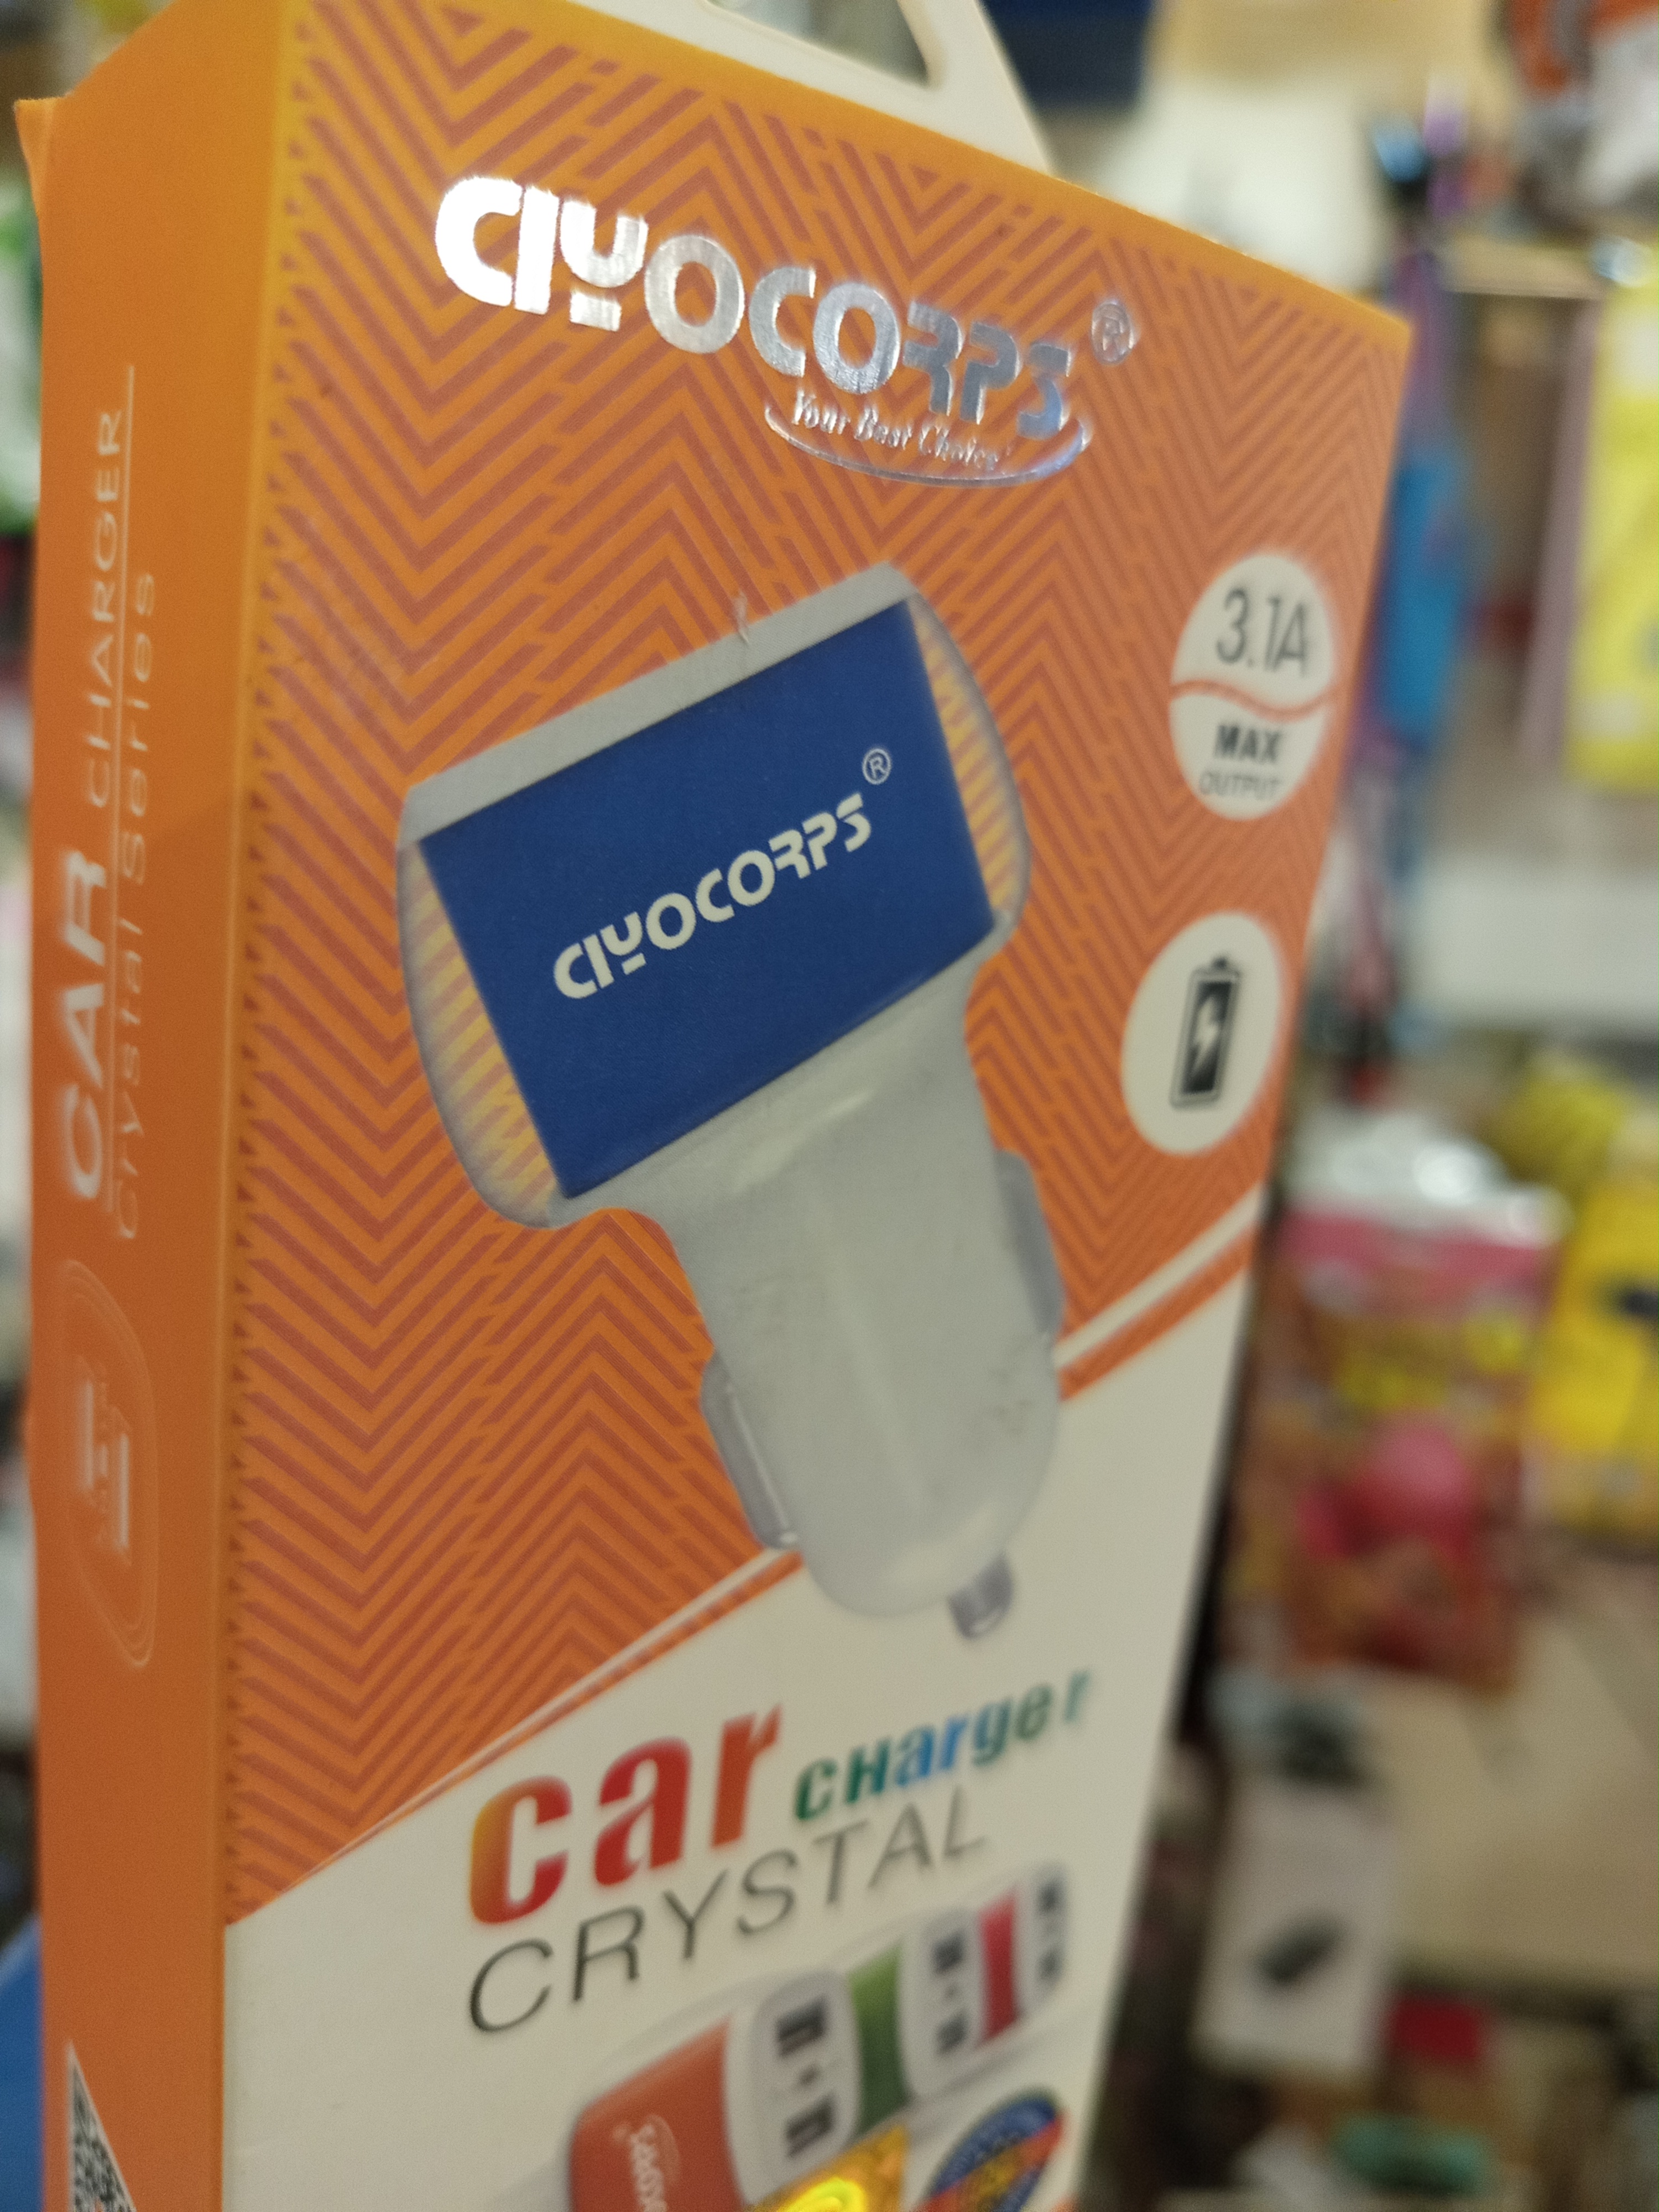 CIYOCORPS®
Your Best Choice
3.1A
MAX
OUTPUT
CIYOCORPS®
CAR CHARGER
Crystal Series
car CHarger
CRYSTAL